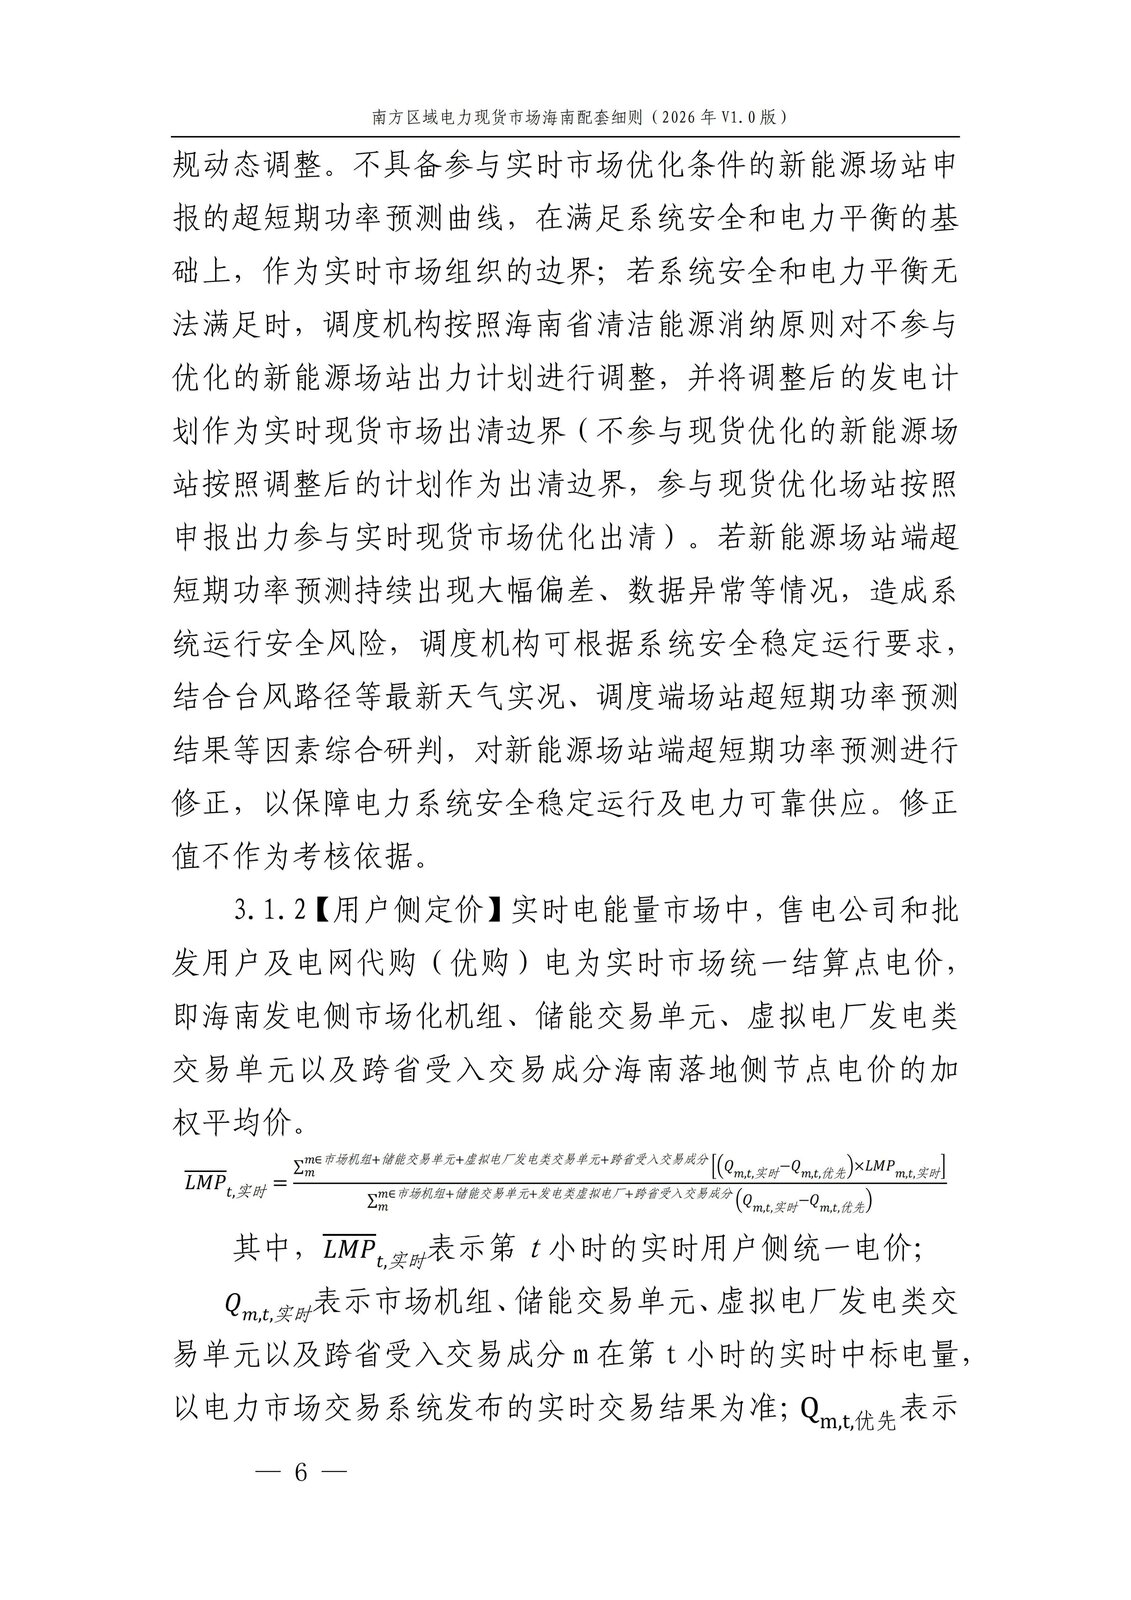 南方区域电力现货市场海南配套细则（2026 年 V1.0 版）
规动态调整。不具备参与实时市场优化条件的新能源场站申
报的超短期功率预测曲线，在满足系统安全和电力平衡的基
础上，作为实时市场组织的边界；若系统安全和电力平衡无
法满足时，调度机构按照海南省清洁能源消纳原则对不参与
优化的新能源场站出力计划进行调整，并将调整后的发电计
划作为实时现货市场出清边界（不参与现货优化的新能源场
站按照调整后的计划作为出清边界，参与现货优化场站按照
申报出力参与实时现货市场优化出清）。若新能源场站端超
短期功率预测持续出现大幅偏差、数据异常等情况，造成系
统运行安全风险，调度机构可根据系统安全稳定运行要求，
结合台风路径等最新天气实况、调度端场站超短期功率预测
结果等因素综合研判，对新能源场站端超短期功率预测进行
修正，以保障电力系统安全稳定运行及电力可靠供应。修正
值不作为考核依据。
3.1.2【用户侧定价】实时电能量市场中，售电公司和批
发用户及电网代购（优购）电为实时市场统一结算点电价，
即海南发电侧市场化机组、储能交易单元、虚拟电厂发电类
交易单元以及跨省受入交易成分海南落地侧节点电价的加
权平均价。
$\overline{LMP}_{t,实时}=\frac{\sum_{m}^{m\in 市场机组+储能交易单元+虚拟电厂发电类交易单元+跨省受入交易成分}[(Q_{m,t,实时}-Q_{m,t,优先})\times LMP_{m,t,实时}]}{\sum_{m}^{m\in 市场机组+储能交易单元+发电类虚拟电厂+跨省受入交易成分}(Q_{m,t,实时}-Q_{m,t,优先})}$
其中，$\overline{LMP}_{t,实时}$表示第 t 小时的实时用户侧统一电价；
$Q_{m,t,实时}$表示市场机组、储能交易单元、虚拟电厂发电类交
易单元以及跨省受入交易成分 m 在第 t 小时的实时中标电量，
以电力市场交易系统发布的实时交易结果为准；$Q_{m,t,优先}$表示
— 6 —